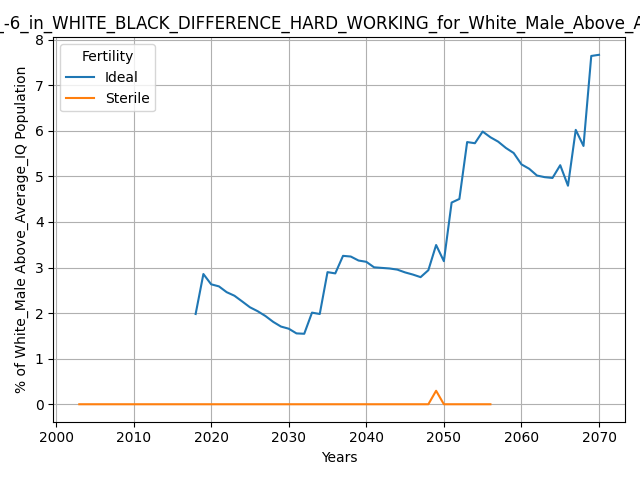 _-6_in_WHITE_BLACK_DIFFERENCE_HARD_WORKING_for_White_Male_Above_A
Fertility
Ideal
Sterile
% of White_Male Above_Average_IQ Population
8
7
6
5
4
3
2
1
0
2000 2010 2020 2030 2040 2050 2060 2070
Years